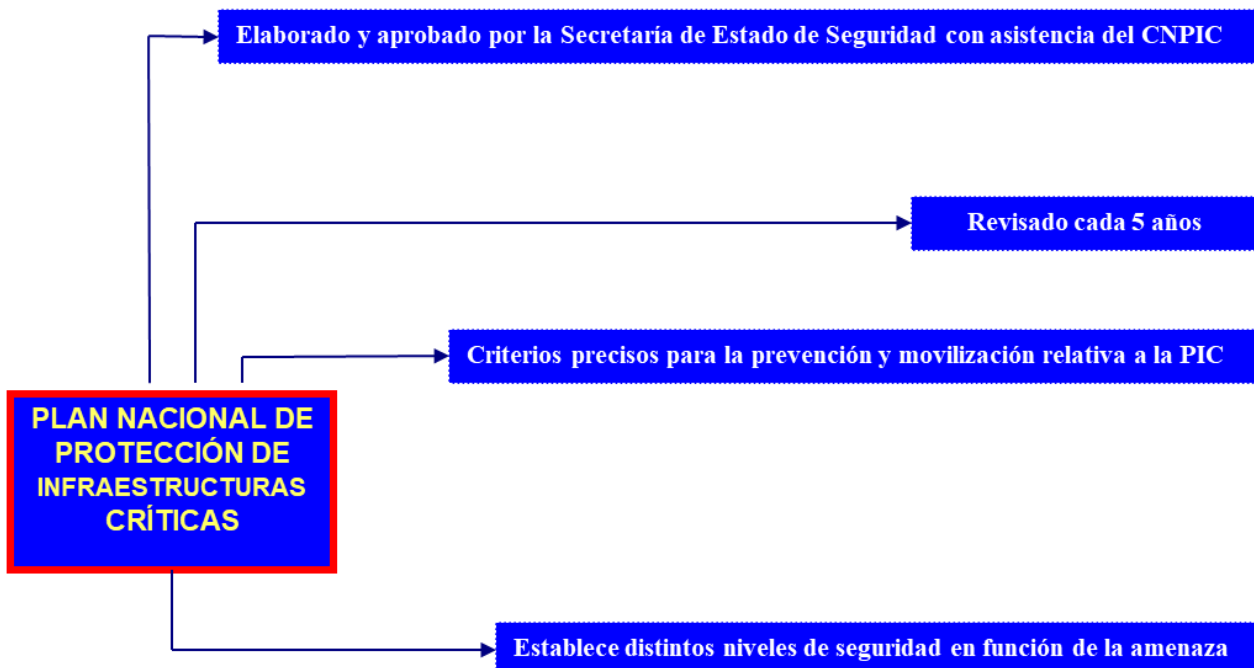 Elaborado y aprobado por la Secretaría de Estado de Seguridad con asistencia del CNPIC
Revisado cada 5 años
Criterios precisos para la prevención y movilización relativa a la PIC
PLAN NACIONAL DE
PROTECCIÓN DE
INFRAESTRUCTURAS
CRÍTICAS
Establece distintos niveles de seguridad en función de la amenaza